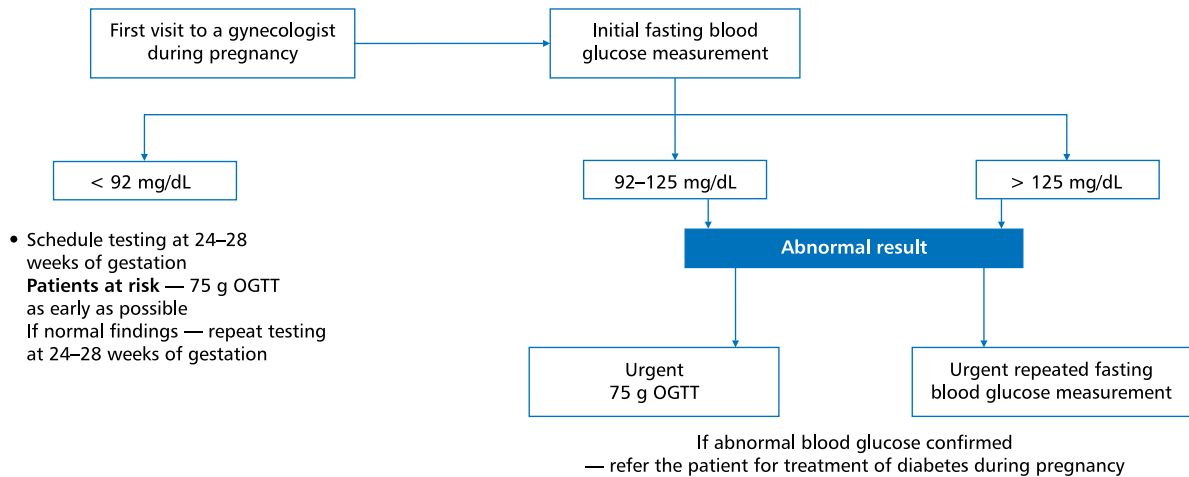 First visit to a gynecologist
during pregnancy
Initial fasting blood
glucose measurement
< 92 mg/dL
92–125 mg/dL
> 125 mg/dL
• Schedule testing at 24–28
weeks of gestation
Patients at risk — 75 g OGTT
as early as possible
If normal findings — repeat testing
at 24–28 weeks of gestation
Abnormal result
Urgent
75 g OGTT
Urgent repeated fasting
blood glucose measurement
If abnormal blood glucose confirmed
— refer the patient for treatment of diabetes during pregnancy